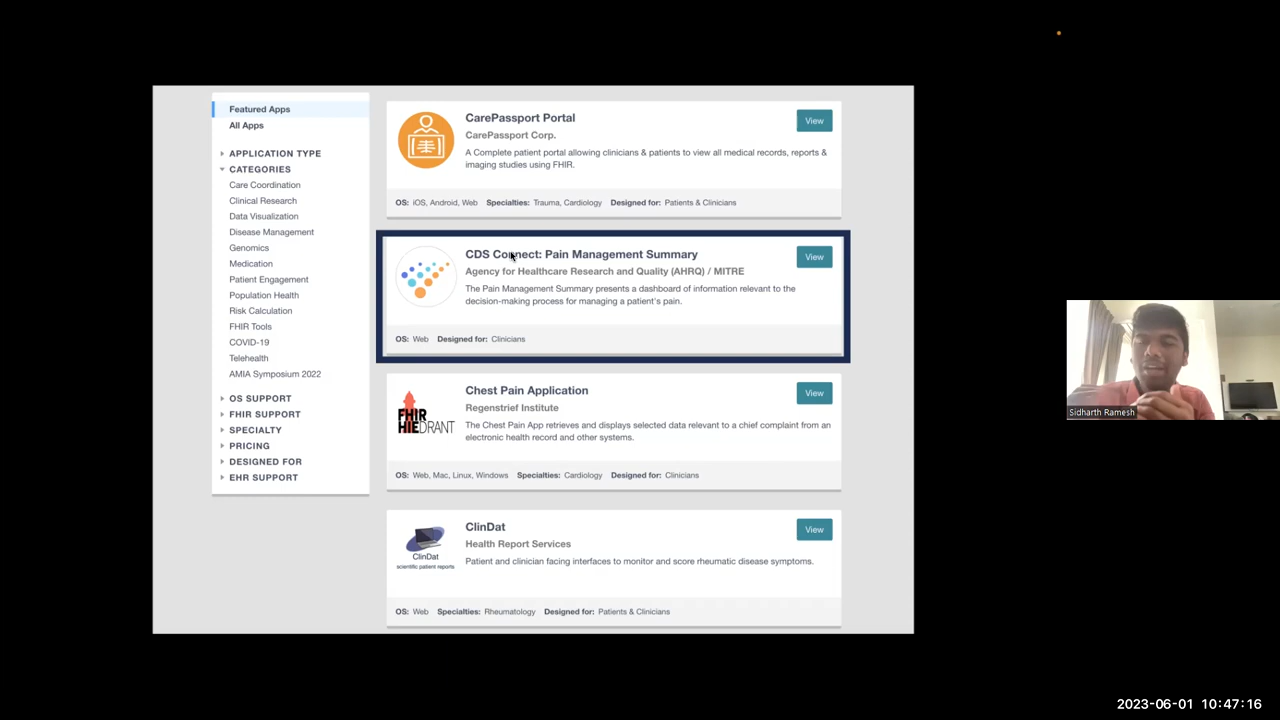 Featured Apps
All Apps
APPLICATION TYPE
CATEGORIES
Care Coordination
Clinical Research
Data Visualization
Disease Management
Genomics
Medication
Patient Engagement
Population Health
Risk Calculation
FHIR Tools
COVID-19
Telehealth
AMIA Symposium 2022
OS SUPPORT
FHIR SUPPORT
SPECIALTY
PRICING
DESIGNED FOR
EHR SUPPORT
CarePassport Portal
View
CarePassport Corp.
A Complete patient portal allowing clinicians & patients to view all medical records, reports &
imaging studies using FHIR.
OS: iOS, Android, Web Specialties: Trauma, Cardiology Designed for: Patients & Clinicians
CDS Connect: Pain Management Summary
View
Agency for Healthcare Research and Quality (AHRQ) / MITRE
The Pain Management Summary presents a dashboard of information relevant to the
decision-making process for managing a patient's pain.
OS: Web Designed for: Clinicians
FHIR
HIEDRANT
Chest Pain Application
View
Regenstrief Institute
The Chest Pain App retrieves and displays selected data relevant to a chief complaint from an
electronic health record and other systems.
OS: Web, Mac, Linux, Windows Specialties: Cardiology Designed for: Clinicians
ClinDat
scientific patient reports
ClinDat
View
Health Report Services
Patient and clinician facing interfaces to monitor and score rheumatic disease symptoms.
OS: Web Specialties: Rheumatology Designed for: Patients & Clinicians
Sidharth Ramesh
2023-06-01 10:47:16